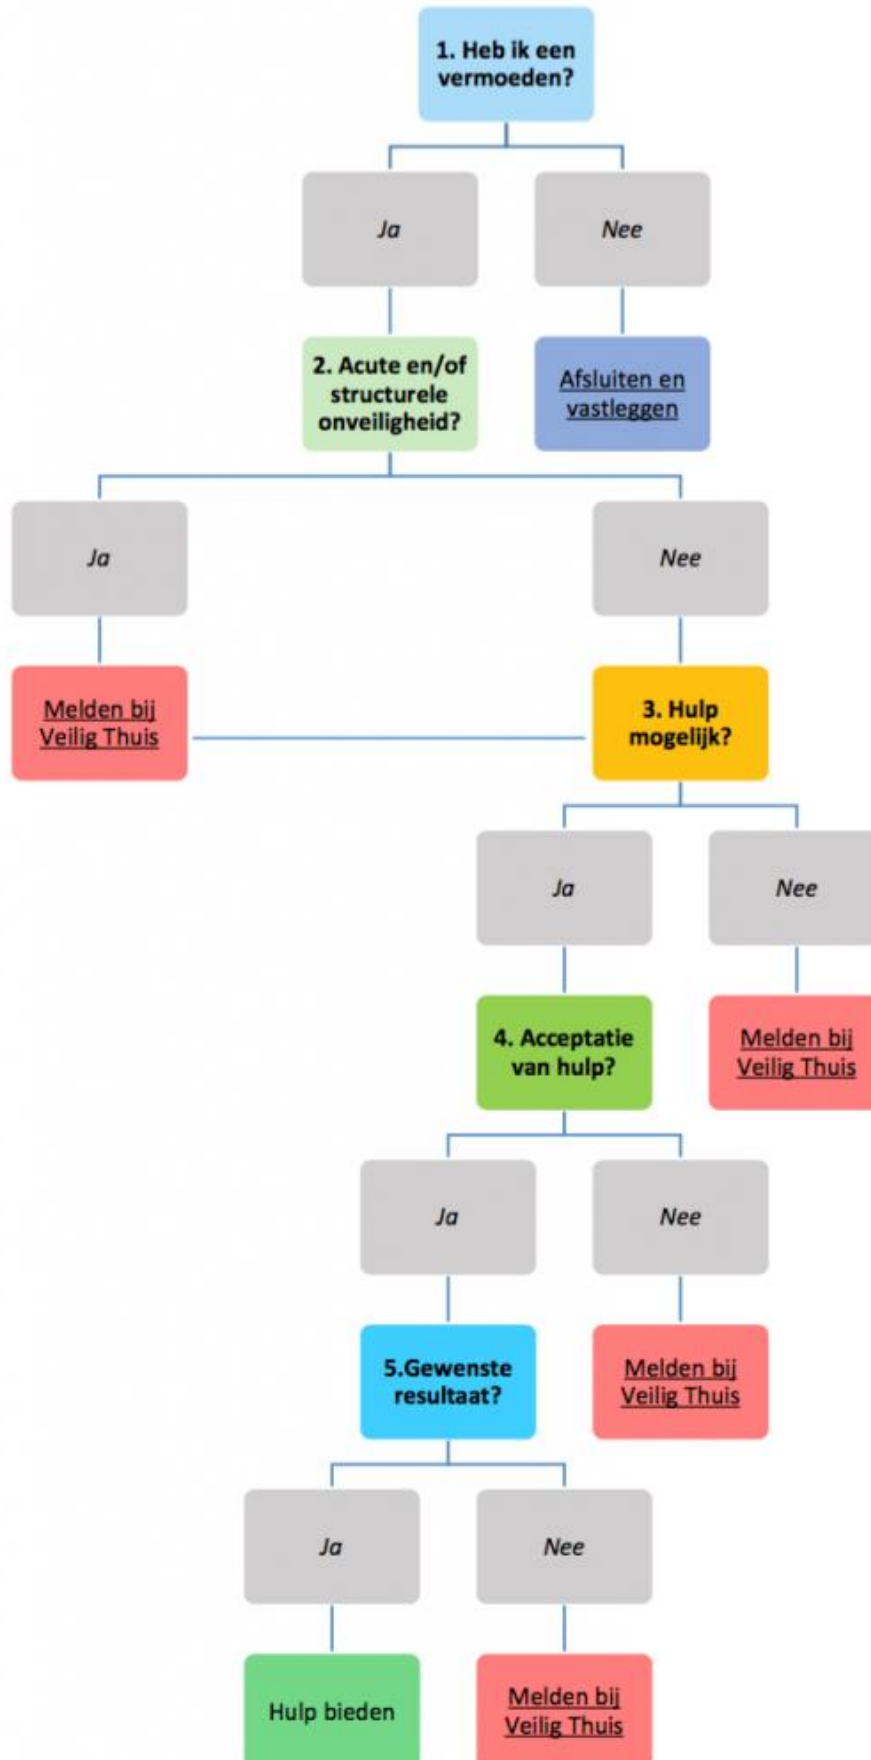 1. Heb ik een
vermoeden?
Ja
Nee
2. Acute en/of
structurele
onveiligheid?
Afsluiten en
vastleggen
Ja
Nee
Melden bij
Veilig Thuis
3. Hulp
mogelijk?
Ja
Nee
4. Acceptatie
van hulp?
Melden bij
Veilig Thuis
Ja
Nee
5.Gewenste
resultaat?
Melden bij
Veilig Thuis
Ja
Nee
Hulp bieden
Melden bij
Veilig Thuis